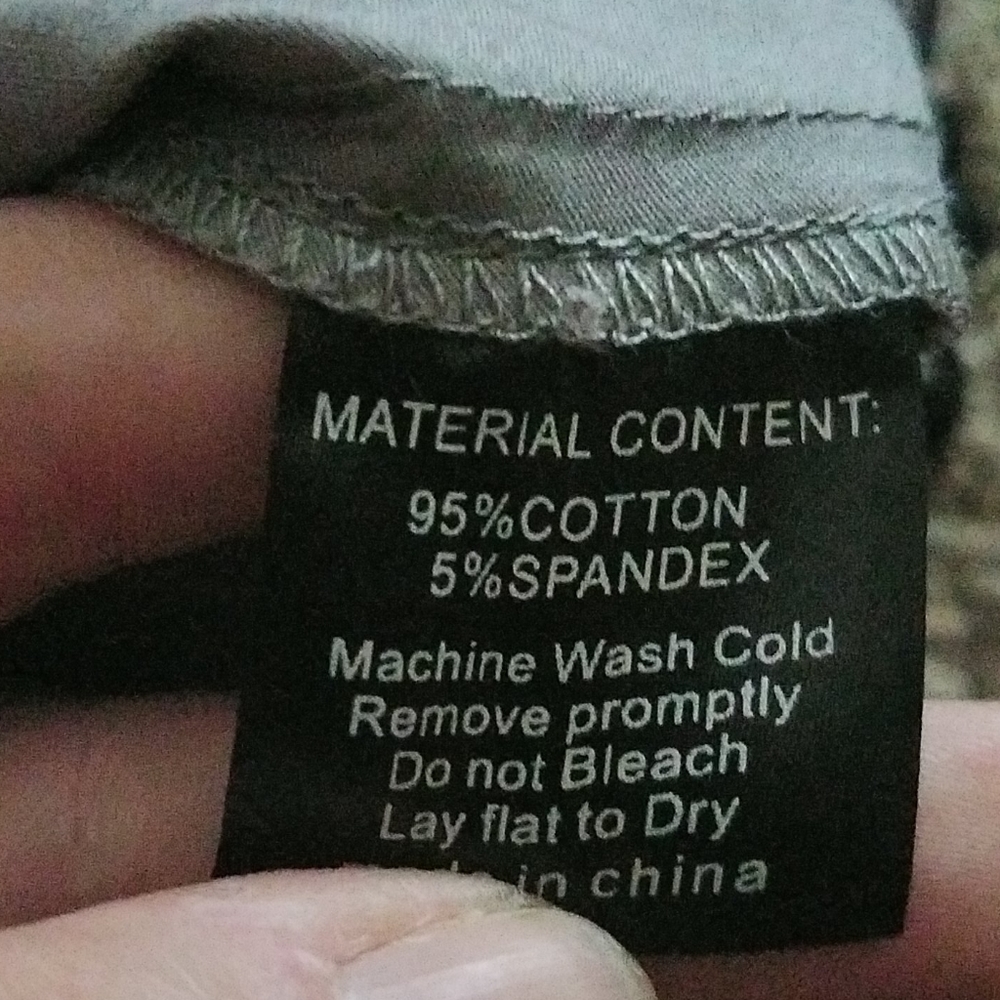 MATERIAL CONTENT:
95%COTTON
5%SPANDEX
Machine Wash Cold
Remove promptly
Do not Bleach
Lay flat to Dry
in china